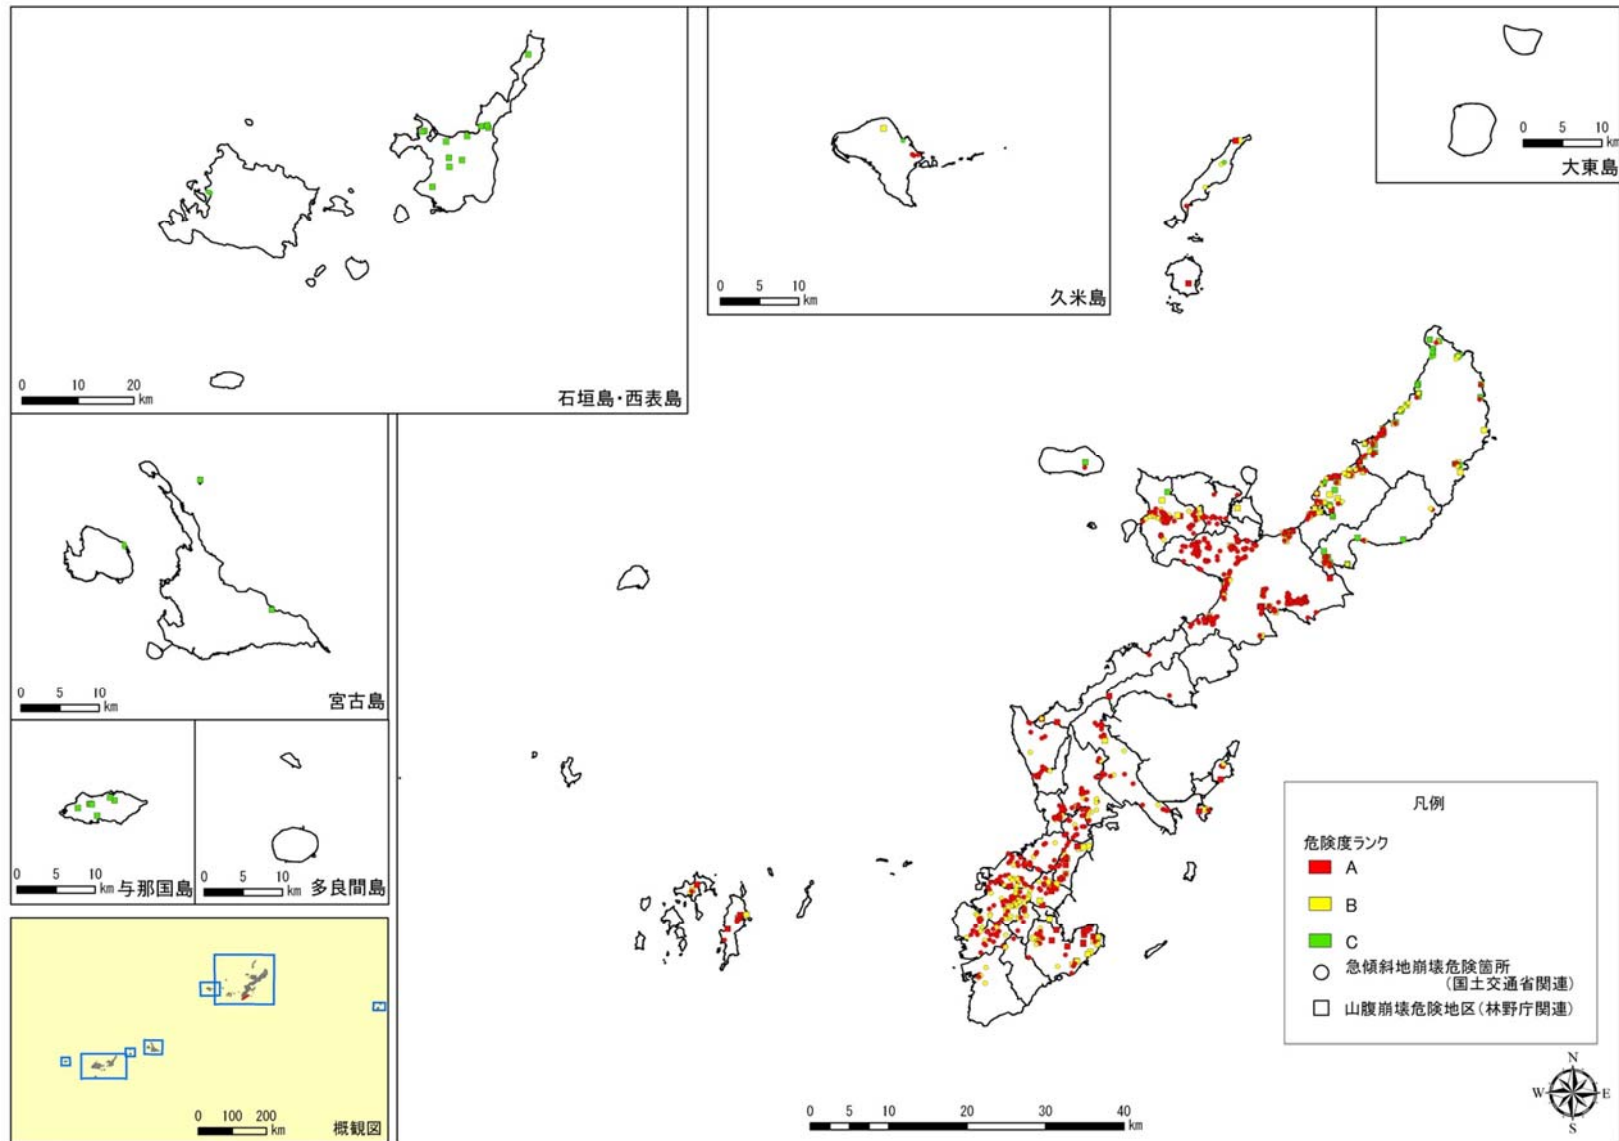 0 10 20
km
石垣島・西表島
0 5 10
km
久米島
0 5 10
km
大東島
0 5 10
km
宮古島
0 5 10
km
与那国島
0 5 10
km
多良間島
0 100 200
km
概観図
凡例
危険度ランク
A
B
C
急傾斜地崩壊危険箇所
(国土交通省関連)
山腹崩壊危険地区(林野庁関連)
N
W E
S
0 5 10 20 30 40
km